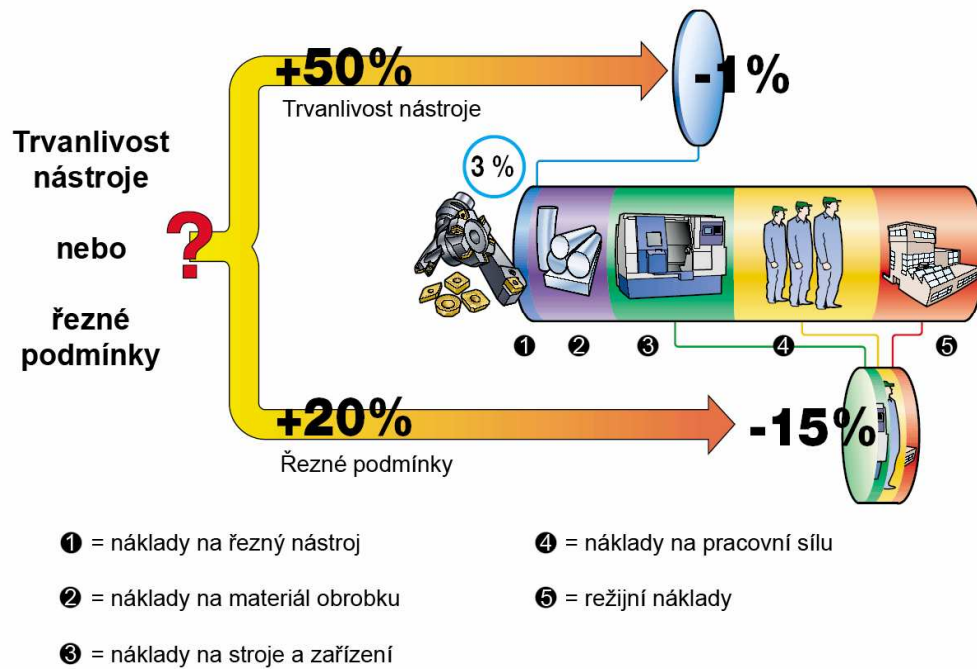 +50%
-1%
Trvanlivost nástroje
Trvanlivost
nástroje
nebo
řezné
podmínky
?
3 %
❶ ❷ ❸ ❹ ❺
+20%
-15%
Řezné podmínky
❶ = náklady na řezný nástroj
❷ = náklady na materiál obrobku
❸ = náklady na stroje a zařízení
❹ = náklady na pracovní sílu
❺ = režijní náklady